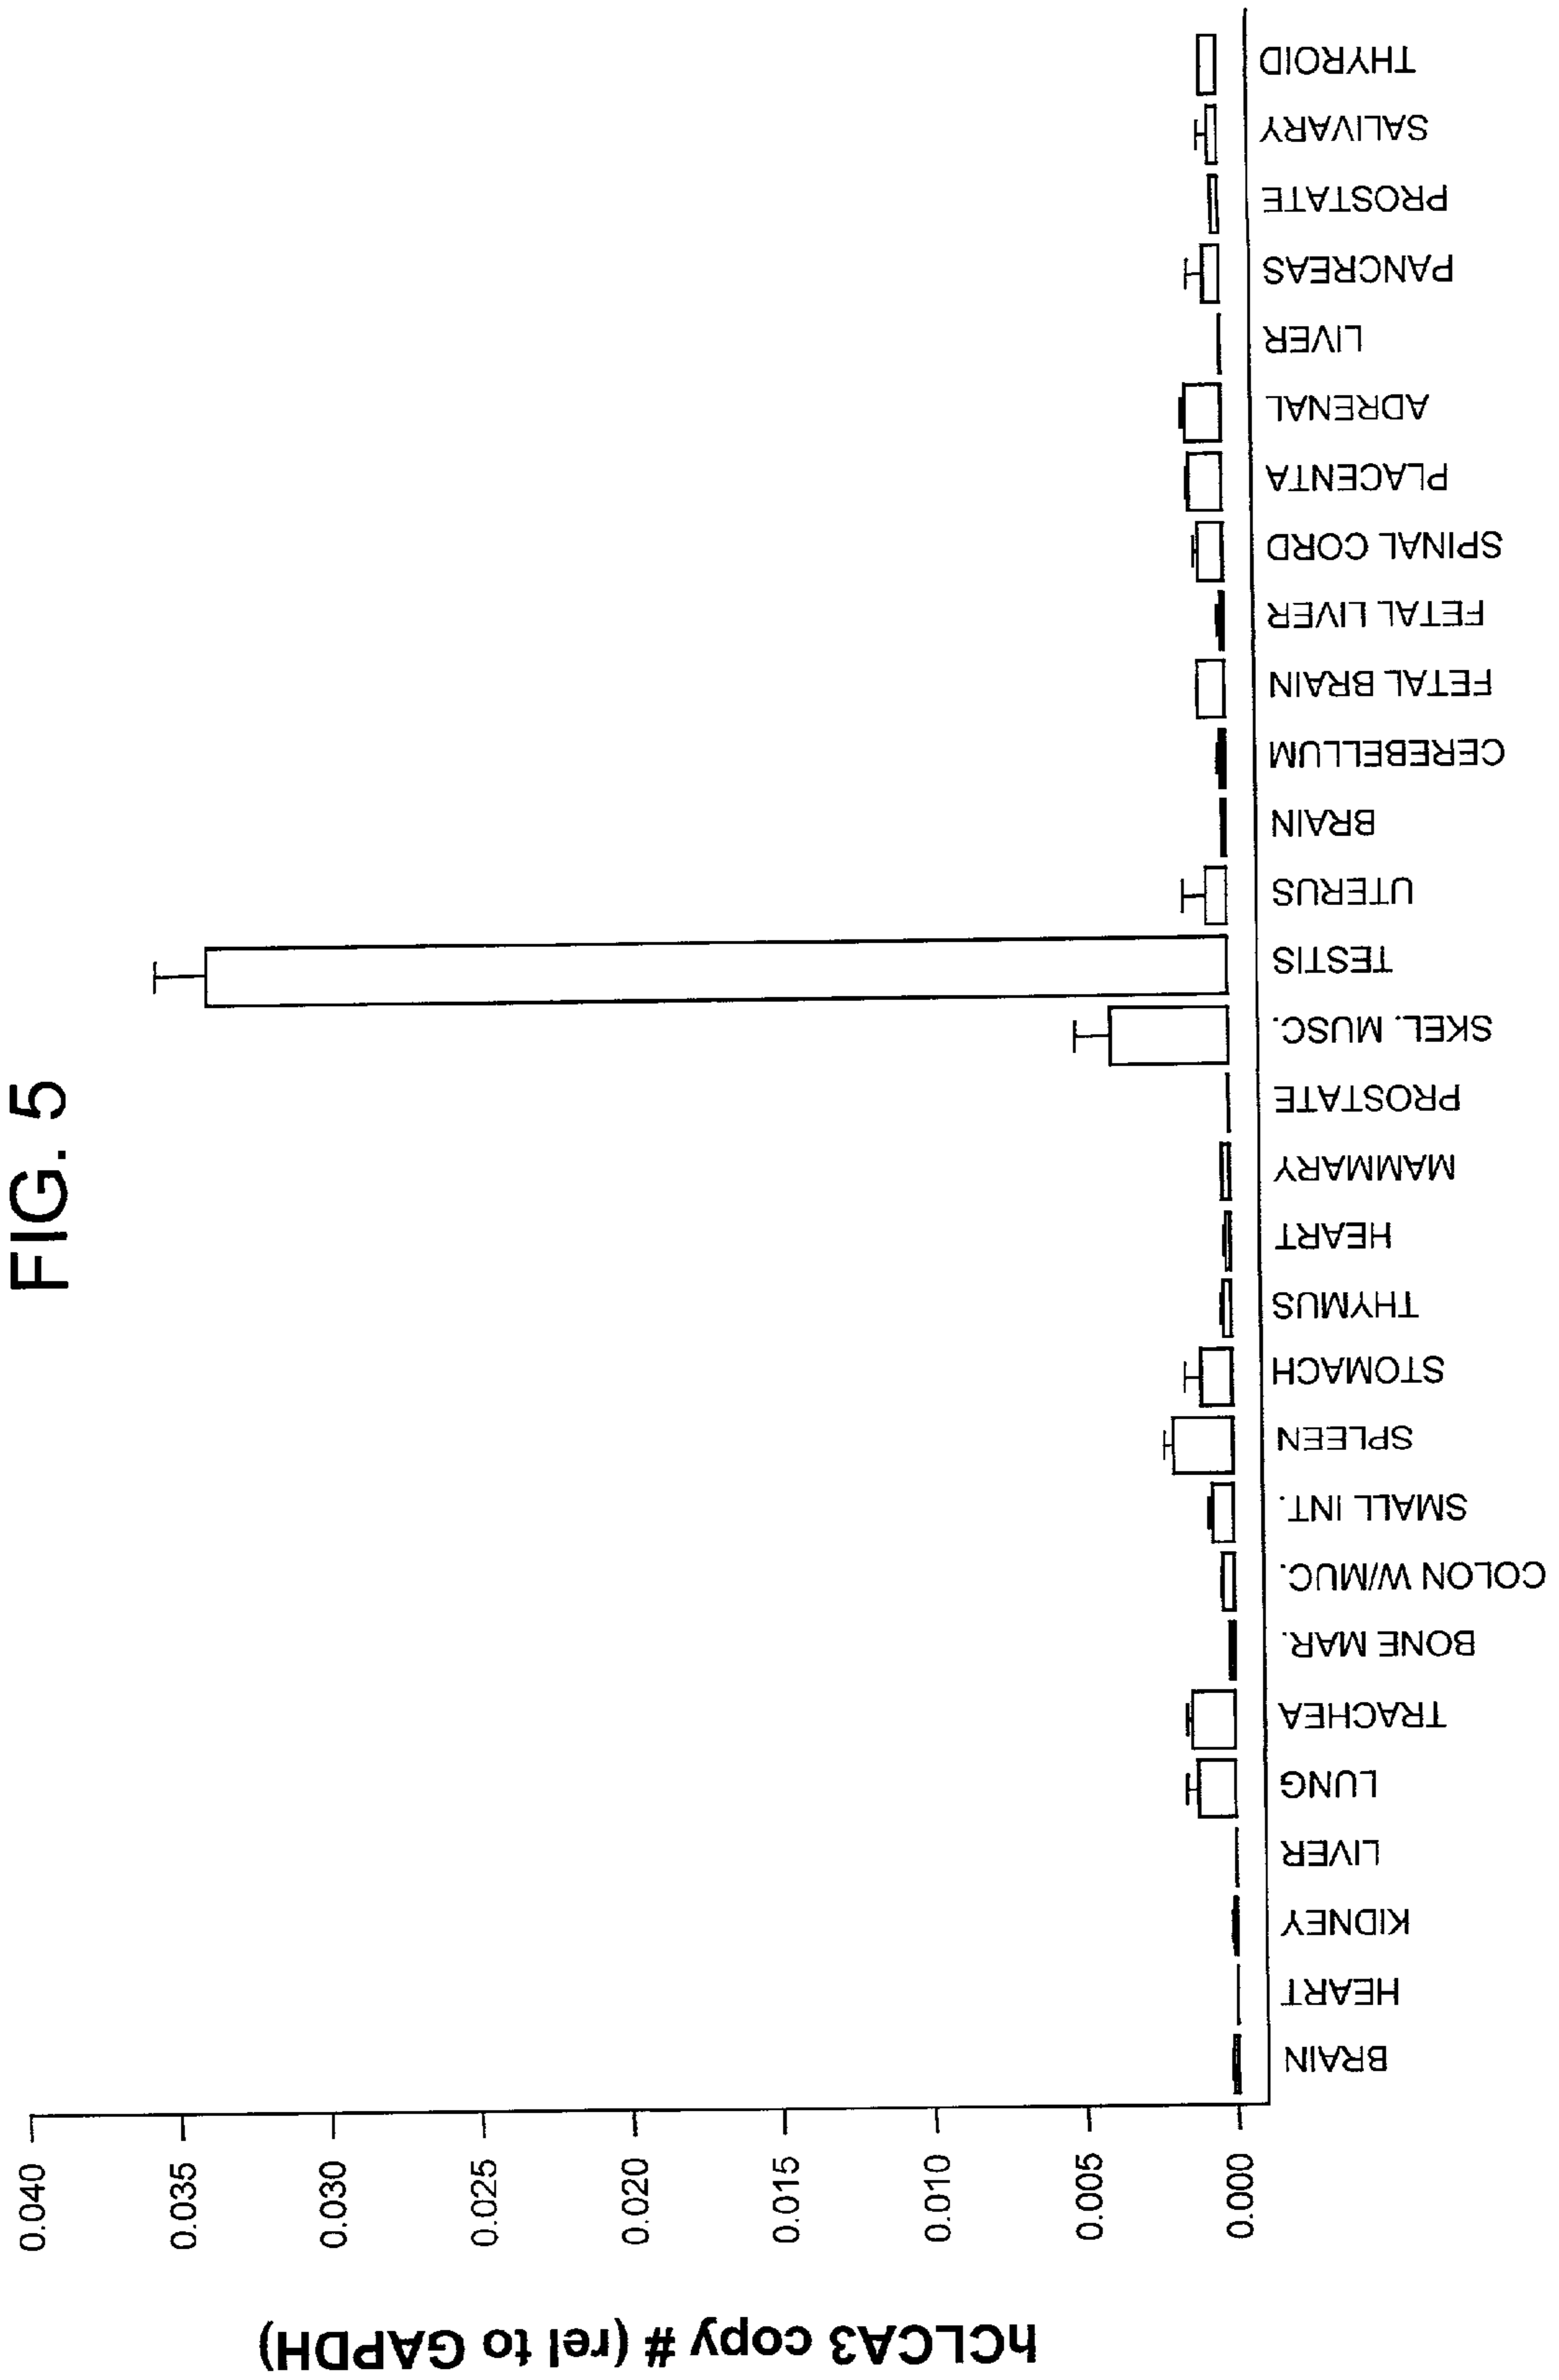 FIG. 5
hCLCA3 copy # (rel to GAPDH)
0.040
0.035
0.030
0.025
0.020
0.015
0.010
0.005
0.000
BRAIN
HEART
KIDNEY
LIVER
LUNG
TRACHEA
BONE MAR.
COLON W/MUC.
SMALL INT.
SPLEEN
STOMACH
THYMUS
HEART
MAMMARY
PROSTATE
SKEL. MUSC.
TESTIS
UTERUS
BRAIN
CEREBELLUM
FETAL BRAIN
FETAL LIVER
SPINAL CORD
PLACENTA
ADRENAL
LIVER
PANCREAS
PROSTATE
SALIVARY
THYROID